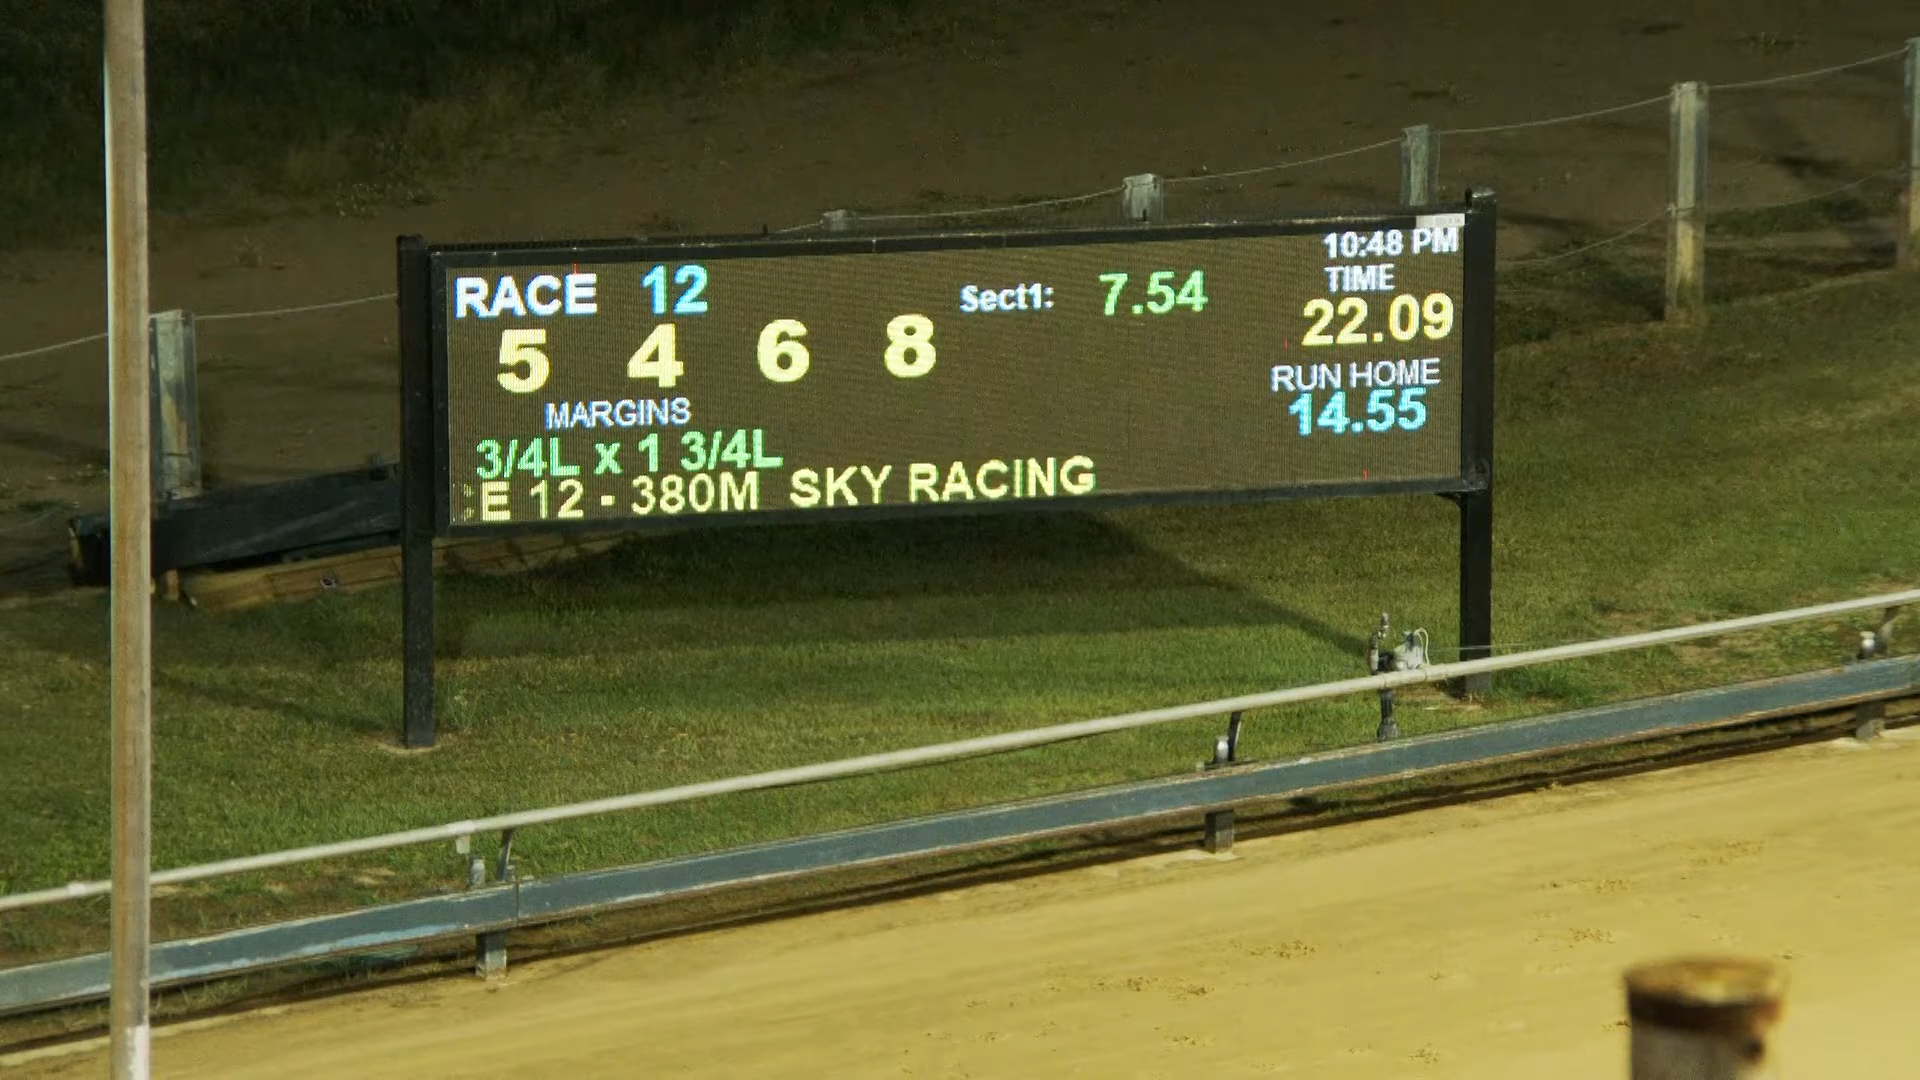 10:48 PM
RACE 12 Sect1: 7.54 TIME
22.09
5 4 6 8
RUN HOME
14.55
MARGINS
3/4L x 1 3/4L
E 12 - 380M SKY RACING